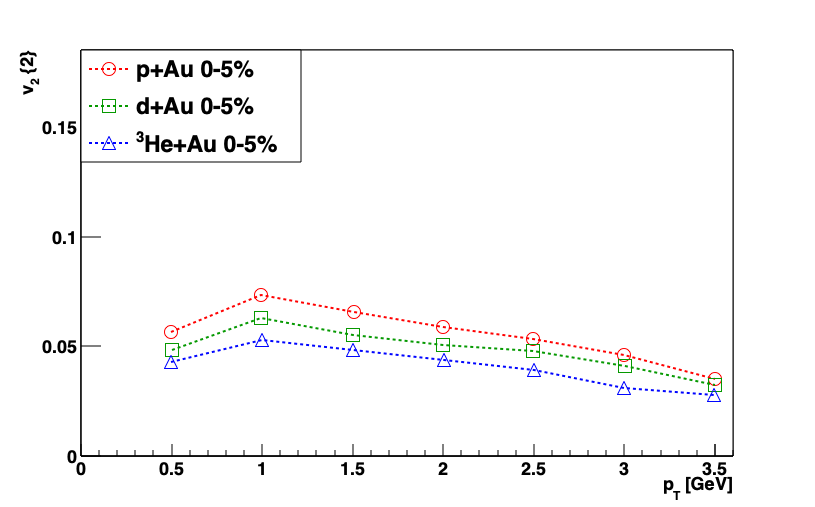 v2 {2}
p+Au 0-5%
d+Au 0-5%
3He+Au 0-5%
0.15
0.1
0.05
0
0 0.5 1 1.5 2 2.5 3 3.5
pT [GeV]